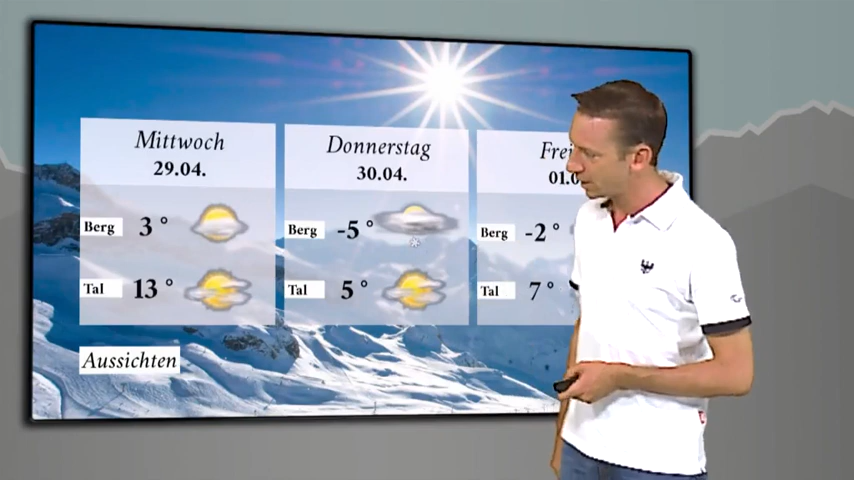 Mittwoch
29.04.
Donnerstag
30.04.
Berg 3°
Tal 13°
Berg -5°
Tal 5°
Berg -2°
Tal 7°
Aussichten